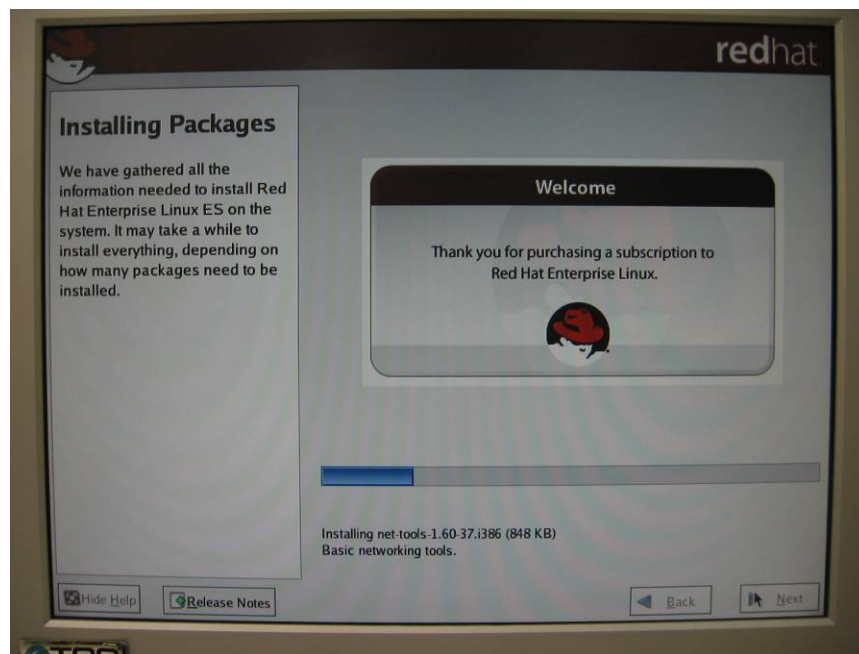 redhat
Installing Packages
We have gathered all the
information needed to install Red
Hat Enterprise Linux ES on the
system. It may take a while to
install everything, depending on
how many packages need to be
installed.
Welcome
Thank you for purchasing a subscription to
Red Hat Enterprise Linux.
Installing net-tools-1.60-37.i386 (848 KB)
Basic networking tools.
Hide Help
Release Notes
Back
Next